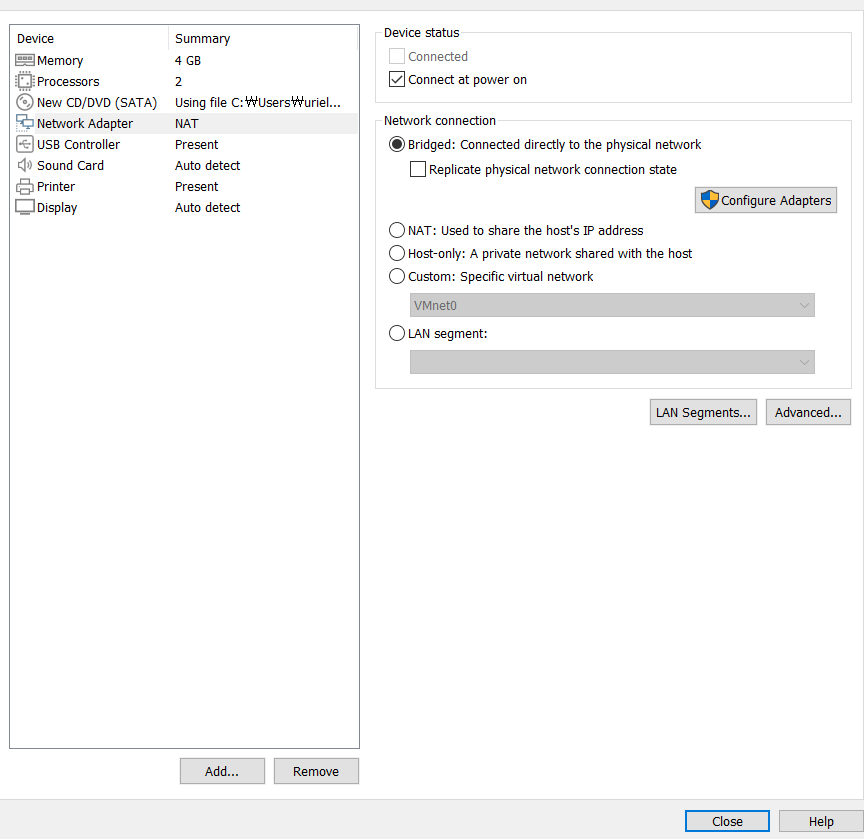 Device Summary
Memory 4 GB
Processors 2
New CD/DVD (SATA) Using file C:₩Users₩uriel...
Network Adapter NAT
USB Controller Present
Sound Card Auto detect
Printer Present
Display Auto detect
Add... Remove
Device status
Connected
Connect at power on
Network connection
Bridged: Connected directly to the physical network
Replicate physical network connection state
Configure Adapters
NAT: Used to share the host's IP address
Host-only: A private network shared with the host
Custom: Specific virtual network
VMnet0
LAN segment:
LAN Segments... Advanced...
Close Help